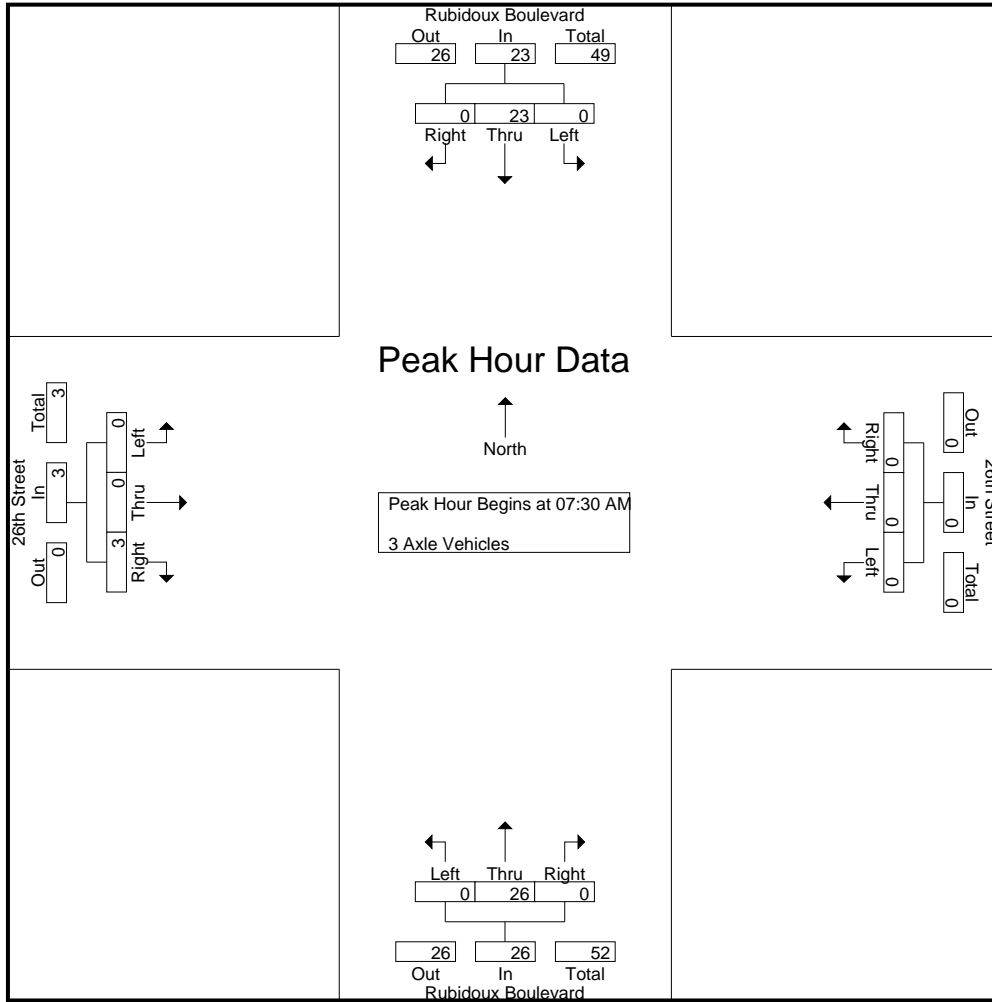 Rubidoux Boulevard
Out In Total
26 23 49
0 23 0
Right Thru Left
Peak Hour Data
North
Peak Hour Begins at 07:30 AM
3 Axle Vehicles
26th Street
Total In Out
3 3 0
0 0 3
Left Thru Right
26th Street
Out In Total
0 0 0
Right Thru Left
0 0 0
Left Thru Right
0 26 0
26 26 52
Out In Total
Rubidoux Boulevard